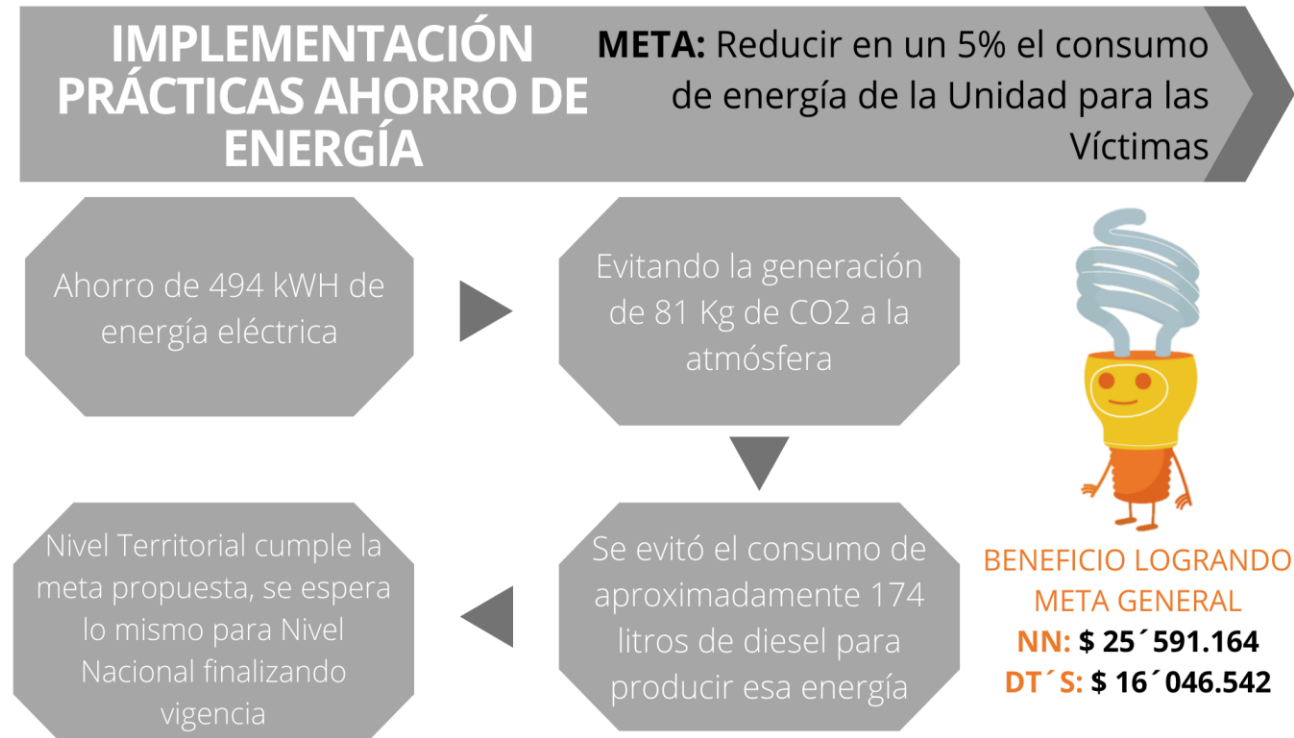 IMPLEMENTACIÓN
PRÁCTICAS AHORRO DE
ENERGÍA
META: Reducir en un 5% el consumo
de energía de la Unidad para las
Víctimas
Ahorro de 494 kWH de
energía eléctrica
Evitando la generación
de 81 Kg de CO2 a la
atmósfera
Se evitó el consumo de
aproximadamente 174
litros de diesel para
producir esa energía
Nivel Territorial cumple la
meta propuesta, se espera
lo mismo para Nivel
Nacional finalizando
vigencia
BENEFICIO LOGRANDO
META GENERAL
NN: $ 25´591.164
DT´S: $ 16´046.542